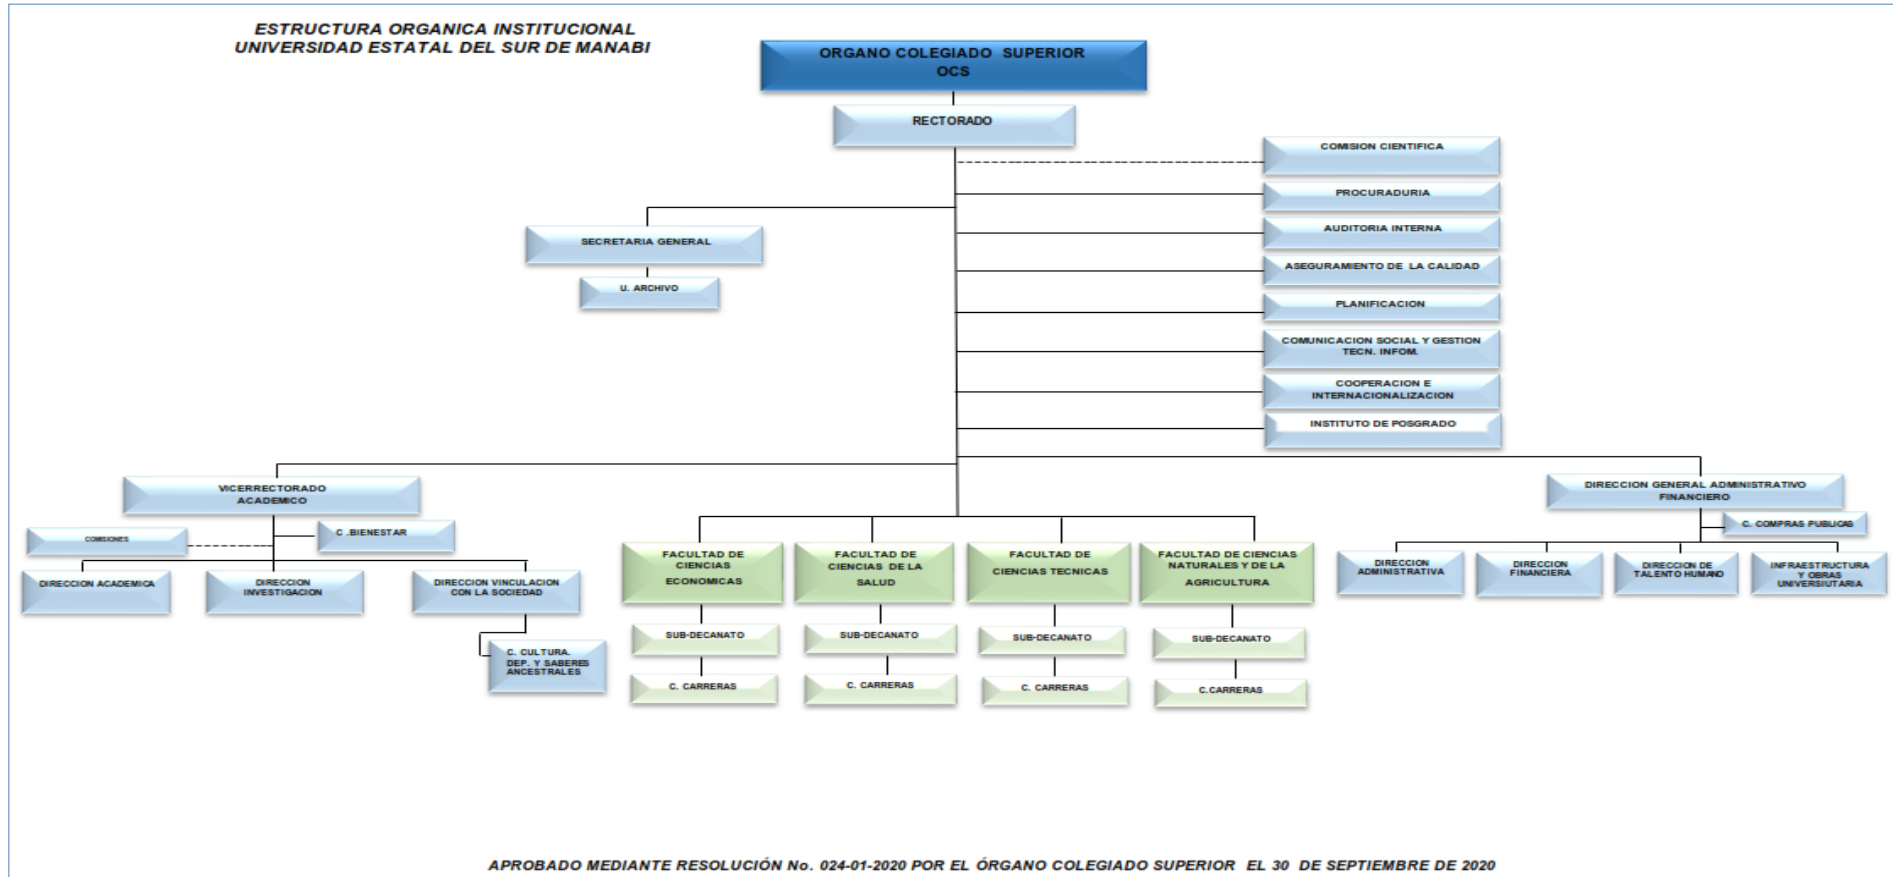 ESTRUCTURA ORGANICA INSTITUCIONAL
UNIVERSIDAD ESTATAL DEL SUR DE MANABI
ORGANO COLEGIADO SUPERIOR
OCS
RECTORADO
COMISION CIENTIFICA
PROCURADURIA
SECRETARIA GENERAL
U. ARCHIVO
AUDITORIA INTERNA
ASEGURAMIENTO DE LA CALIDAD
PLANIFICACION
COMUNICACION SOCIAL Y GESTION
TECN. INFOM.
COOPERACION E
INTERNACIONALIZACION
INSTITUTO DE POSGRADO
VICERRECTORADO
ACADEMICO
COMISIONES
C .BIENESTAR
DIRECCION ACADEMICA
DIRECCION
INVESTIGACION
DIRECCION VINCULACION
CON LA SOCIEDAD
C. CULTURA.
DEP. Y SABERES
ANCESTRALES
FACULTAD DE
CIENCIAS
ECONOMICAS
SUB-DECANATO
C. CARRERAS
FACULTAD DE
CIENCIAS DE LA
SALUD
SUB-DECANATO
C. CARRERAS
FACULTAD DE
CIENCIAS TECNICAS
SUB-DECANATO
C. CARRERAS
FACULTAD DE CIENCIAS
NATURALES Y DE LA
AGRICULTURA
SUB-DECANATO
C.CARRERAS
DIRECCION GENERAL ADMINISTRATIVO
FINANCIERO
C. COMPRAS PUBLICAS
DIRECCION
ADMINISTRATIVA
DIRECCION
FINANCIERA
DIRECCION DE
TALENTO HUMANO
INFRAESTRUCTURA
Y OBRAS
UNIVERSIUTARIA
APROBADO MEDIANTE RESOLUCIÓN No. 024-01-2020 POR EL ÓRGANO COLEGIADO SUPERIOR EL 30 DE SEPTIEMBRE DE 2020